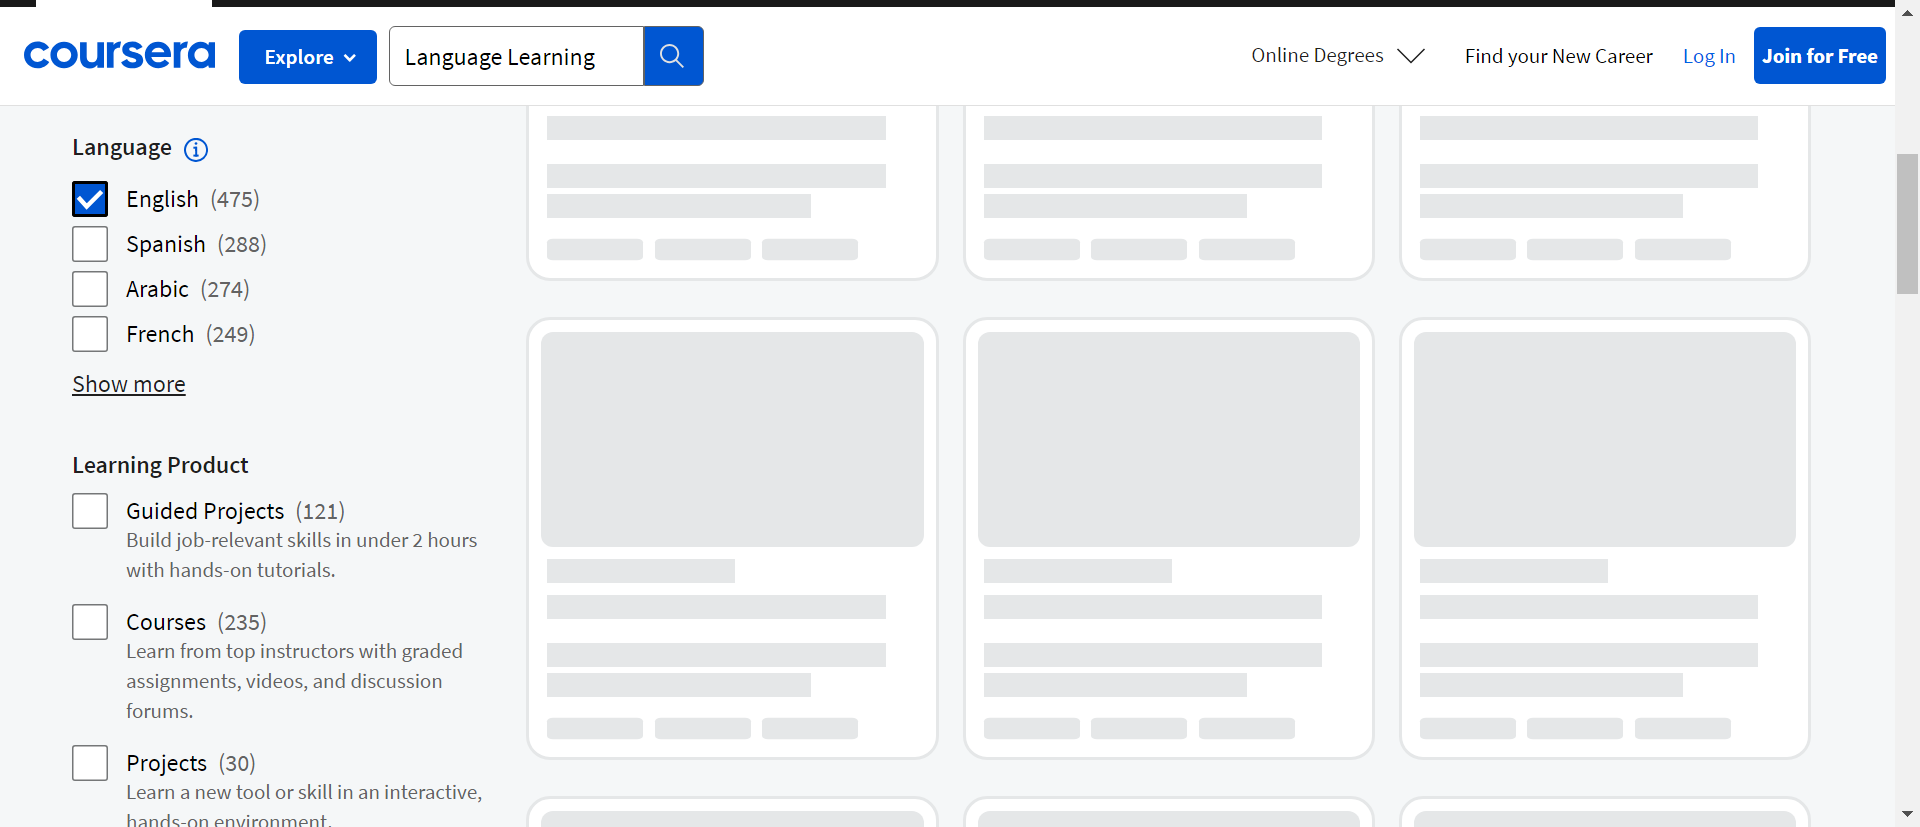 coursera
Explore
Language Learning
Online Degrees
Find your New Career
Log In
Join for Free
Language
English (475)
Spanish (288)
Arabic (274)
French (249)
Show more
Learning Product
Guided Projects (121)
Build job-relevant skills in under 2 hours
with hands-on tutorials.
Courses (235)
Learn from top instructors with graded
assignments, videos, and discussion
forums.
Projects (30)
Learn a new tool or skill in an interactive,
hands-on environment.